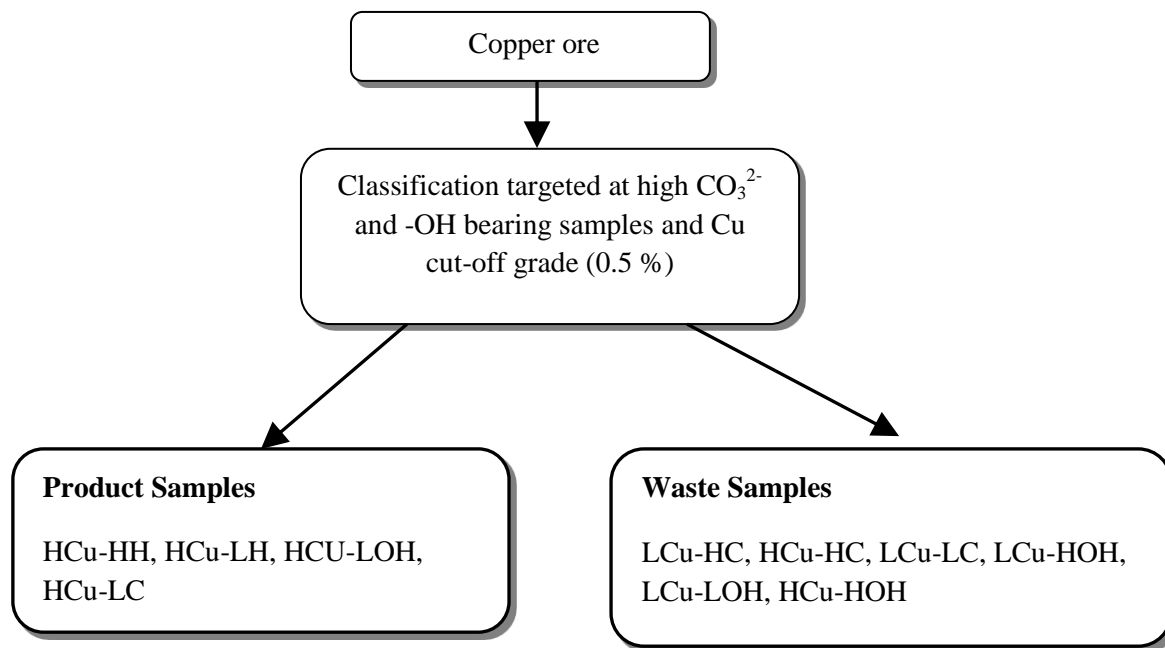 Copper ore
Classification targeted at high CO₃²⁻
and -OH bearing samples and Cu
cut-off grade (0.5 %)
Product Samples
HCu-HH, HCu-LH, HCU-LOH,
HCu-LC
Waste Samples
LCu-HC, HCu-HC, LCu-LC, LCu-HOH,
LCu-LOH, HCu-HOH